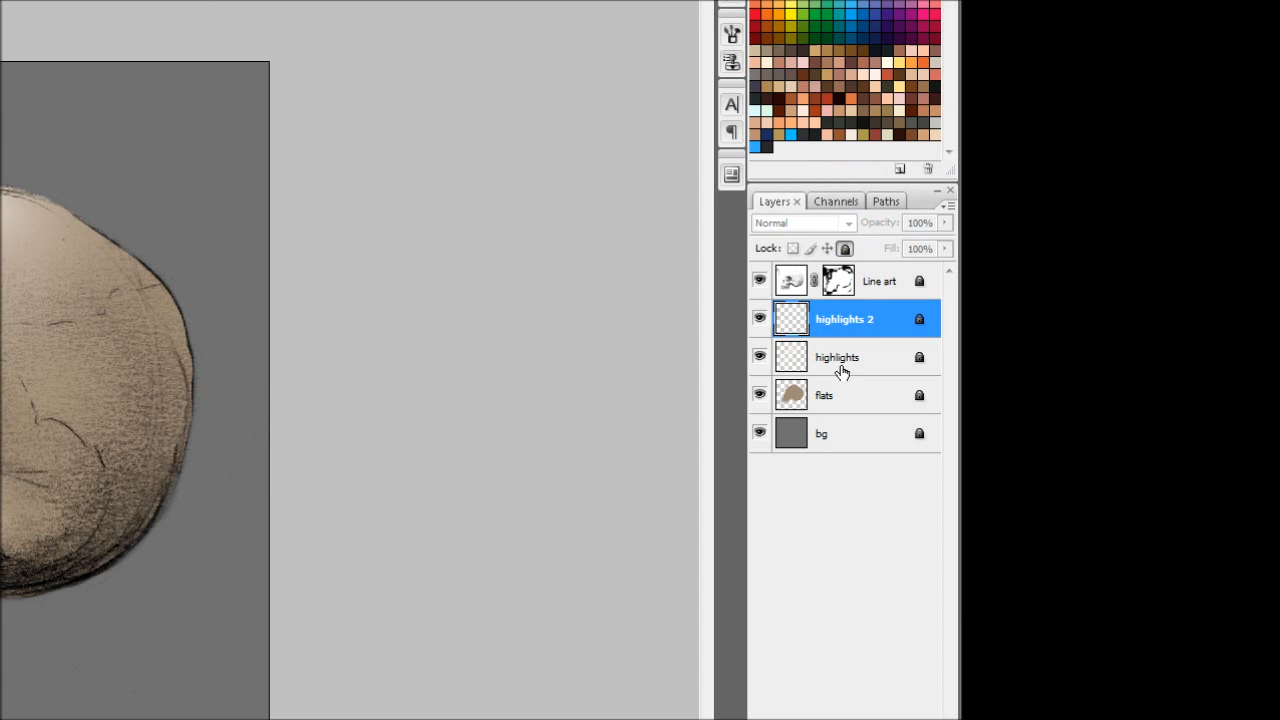 A
¶
Layers × Channels Paths
Normal Opacity: 100%
Lock: Fill: 100%
Line art
highlights 2
highlights
flats
bg